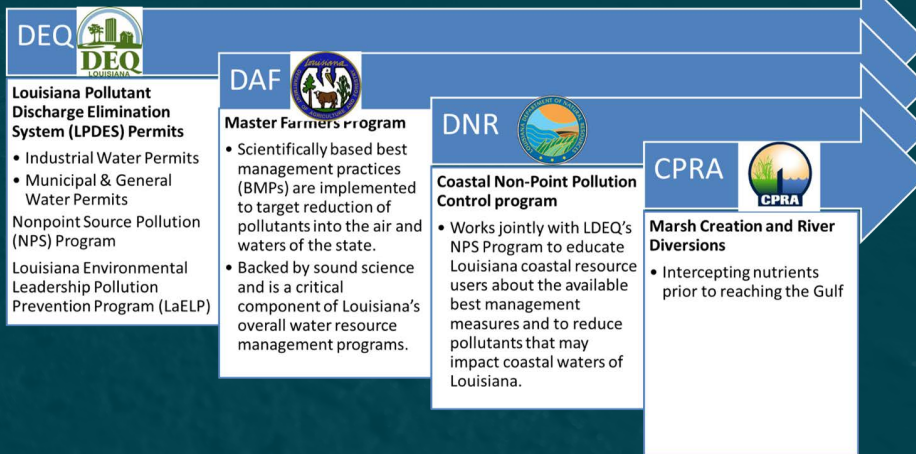 DEQ
DEQ
LOUISIANA
Louisiana Pollutant
Discharge Elimination
System (LPDES) Permits
• Industrial Water Permits
• Municipal & General
Water Permits
Nonpoint Source Pollution
(NPS) Program
Louisiana Environmental
Leadership Pollution
Prevention Program (LaELP)
DAF
Louisiana
Master Farmers Program
• Scientifically based best
management practices
(BMPs) are implemented
to target reduction of
pollutants into the air and
waters of the state.
• Backed by sound science
and is a critical
component of Louisiana's
overall water resource
management programs.
DNR
LOUISIANA DEPARTMENT OF NATURAL RESOURCES
Coastal Non-Point Pollution
Control program
• Works jointly with LDEQ's
NPS Program to educate
Louisiana coastal resource
users about the available
best management
measures and to reduce
pollutants that may
impact coastal waters of
Louisiana.
CPRA
CPRA
Marsh Creation and River
Diversions
• Intercepting nutrients
prior to reaching the Gulf